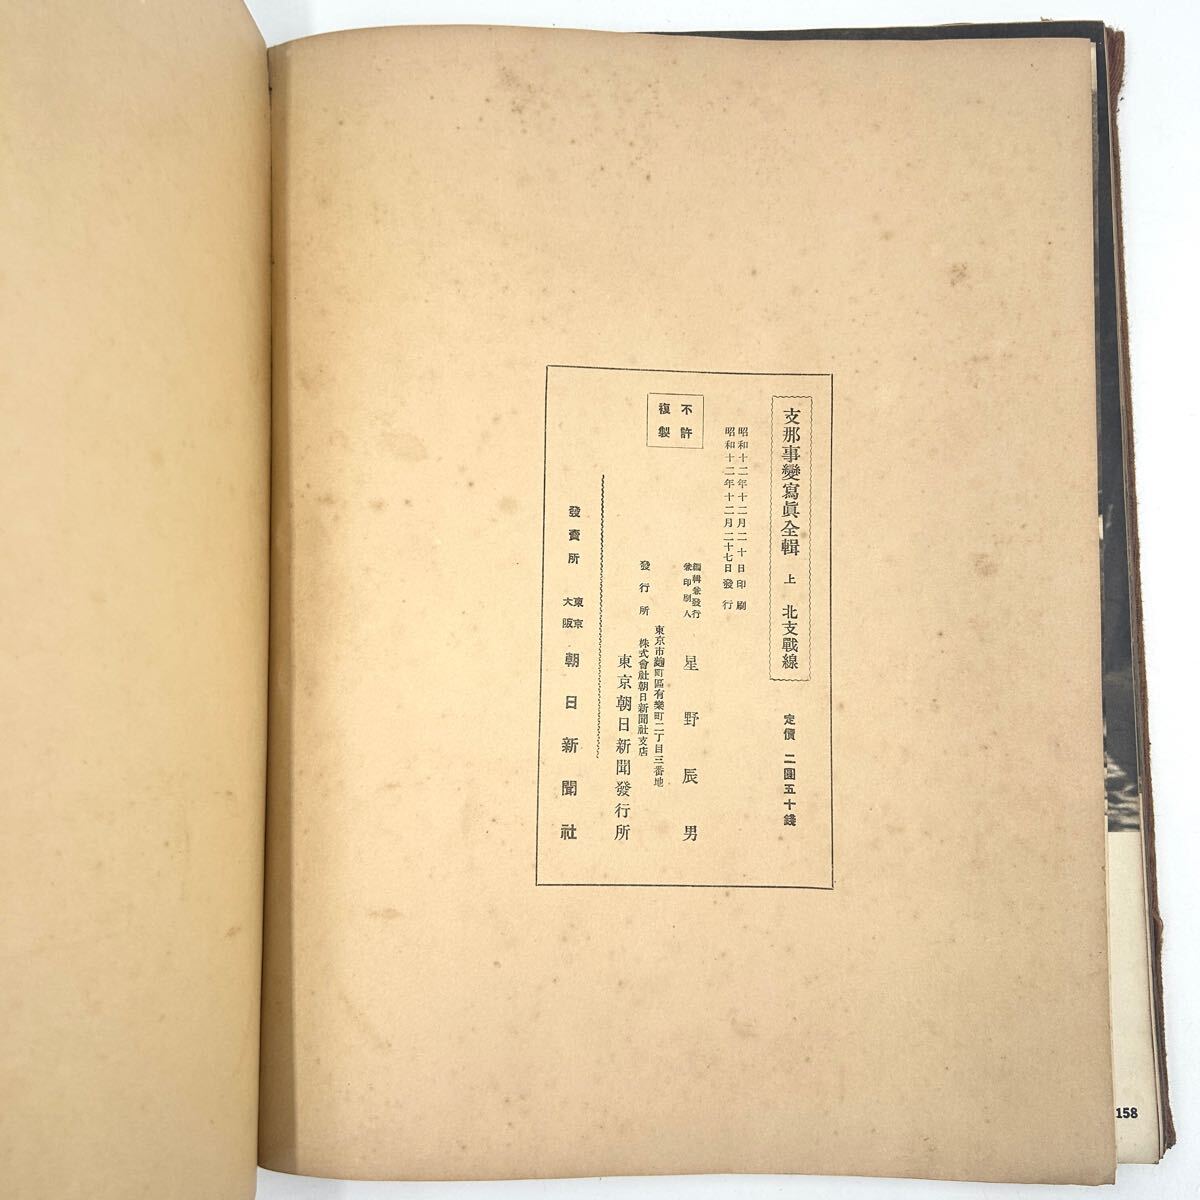 支那事變寫眞全輯 上 北支戰線
定價 二圓五十錢
昭和十二年十二月二十日印刷
昭和十二年十二月二十七日發行
不許
複製
編輯兼發行
兼印刷人
星野辰男
東京市麹町區有樂町二丁目三番地
株式會社朝日新聞社支店
發行所 東京朝日新聞發行所
發賣所
東京
大阪
朝日新聞社
158